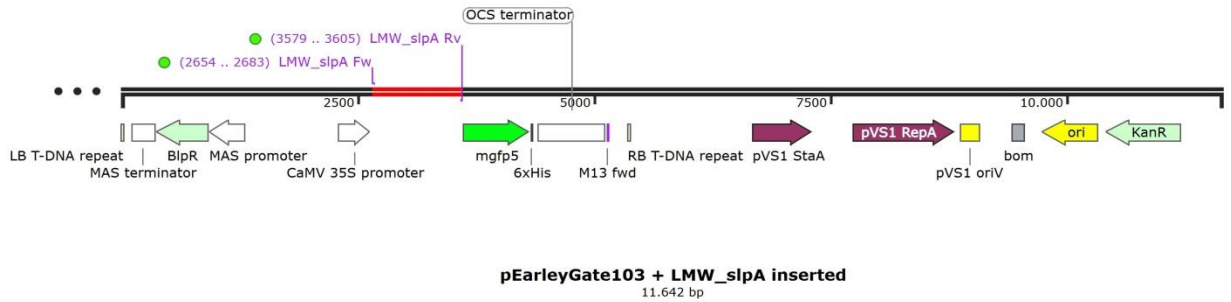 OCS terminator
(3579 .. 3605) LMW_slpA Rv
(2654 .. 2683) LMW_slpA Fw
2500
5000
7500
10.000
pVS1 RepA
ori
KanR
LB T-DNA repeat
BlpR
MAS promoter
mgfp5
RB T-DNA repeat
pVS1 StaA
bom
MAS terminator
CaMV 35S promoter
6xHis
M13 fwd
pVS1 oriV
pEarleyGate103 + LMW_slpA inserted
11.642 bp